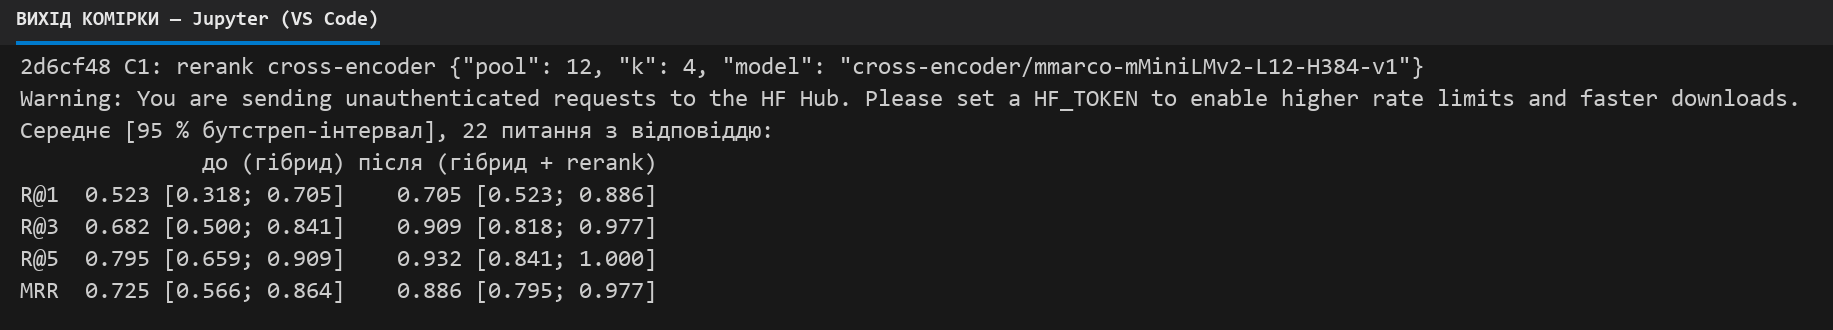 ВИХІД КОМІРКИ — Jupyter (VS Code)
2d6cf48 C1: rerank cross-encoder {"pool": 12, "k": 4, "model": "cross-encoder/mmarco-mMiniLMv2-L12-H384-v1"}
Warning: You are sending unauthenticated requests to the HF Hub. Please set a HF_TOKEN to enable higher rate limits and faster downloads.
Середнє [95 % бутстреп-інтервал], 22 питання з відповіддю:
до (гібрид) після (гібрид + rerank)
R@1  0.523 [0.318; 0.705]    0.705 [0.523; 0.886]
R@3  0.682 [0.500; 0.841]    0.909 [0.818; 0.977]
R@5  0.795 [0.659; 0.909]    0.932 [0.841; 1.000]
MRR  0.725 [0.566; 0.864]    0.886 [0.795; 0.977]